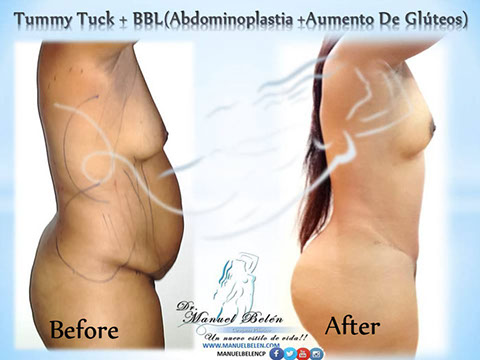 Tummy Tuck + BBL(Abdominoplastia +Aumento De Glúteos)
Before
After
Dr. Manuel Belén
Un nuevo estilo de vida!!
WWW.MANUELBELEN.COM
MANUELBELENCP